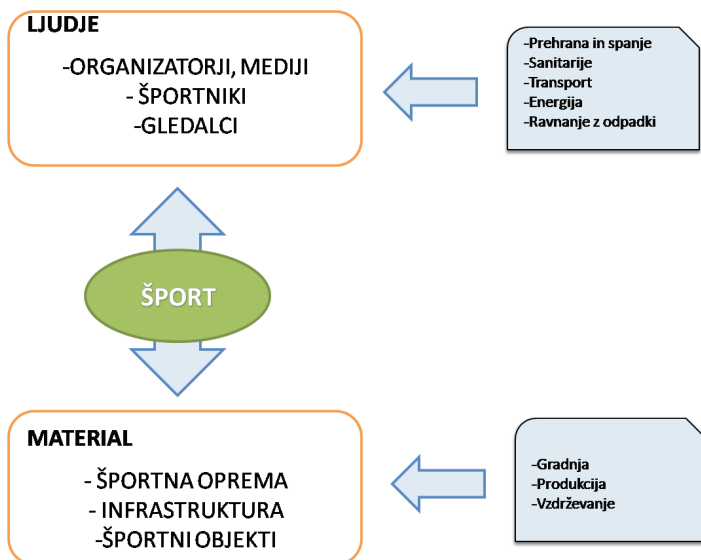 LJUDJE
-ORGANIZATORJI, MEDIJI
- ŠPORTNIKI
-GLEDALCI
-Prehrana in spanje
-Sanitarije
-Transport
-Energija
-Ravnanje z odpadki
ŠPORT
MATERIAL
- ŠPORTNA OPREMA
- INFRASTRUKTURA
-ŠPORTNI OBJEKTI
-Gradnja
-Produkcija
-Vzdrževanje